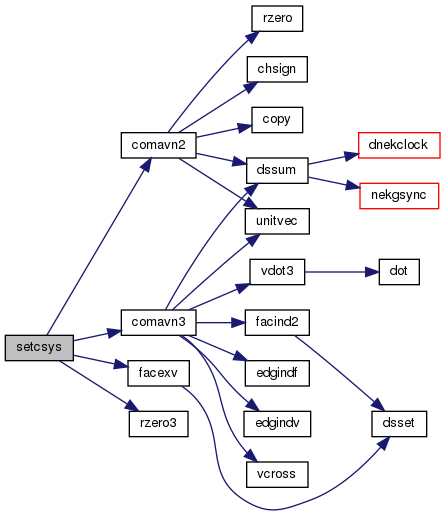 rzero
chsign
copy
comavn2
dnekclock
dssum
nekgsync
unitvec
vdot3
dot
comavn3
facind2
setcsys
facexv
edgindf
rzero3
edgindv
dsset
vcross